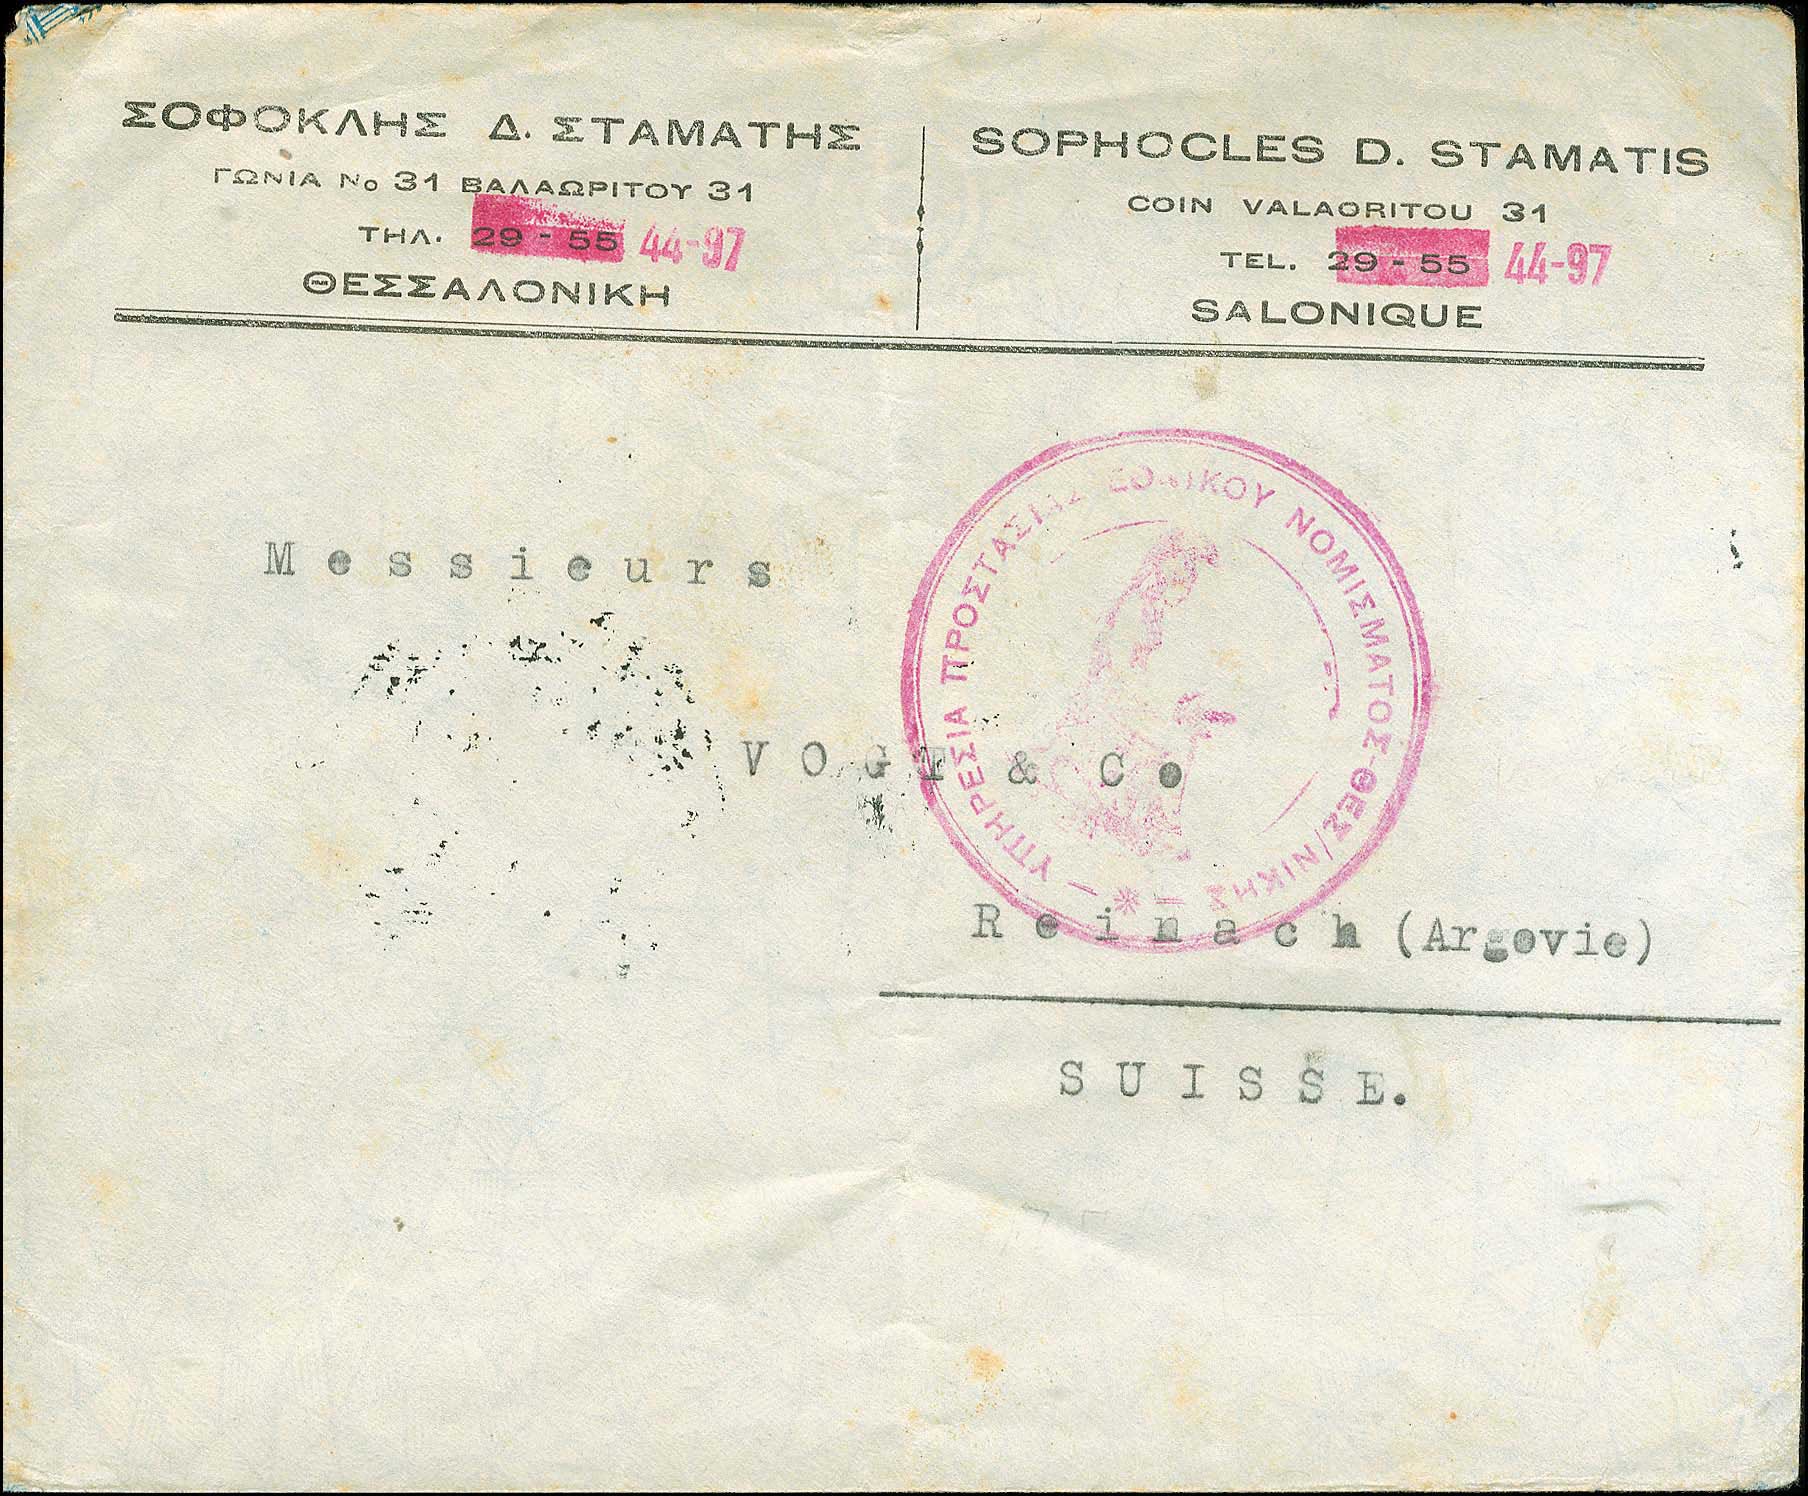 ΣΟΦΟΚΛΗΣ Δ. ΣΤΑΜΑΤΗΣ
ΓΩΝΙΑ Νο 31 ΒΑΛΑΩΡΙΤΟΥ 31
ΤΗΛ. 29 - 55 44-97
ΘΕΣΣΑΛΟΝΙΚΗ
SOPHOCLES D. STAMATIS
COIN VALAORITOU 31
TEL. 29 - 55 44-97
SALONIQUE
Messieurs
VOGT & Co
Reinach (Argovie)
SUISSE.
ΥΠΗΡΕΣΙΑ ΠΡΟΣΤΑΣΙΑΣ ΕΘΝΙΚΟΥ ΝΟΜΙΣΜΑΤΟΣ-ΘΕΣ/ΝΙΚΗΣ